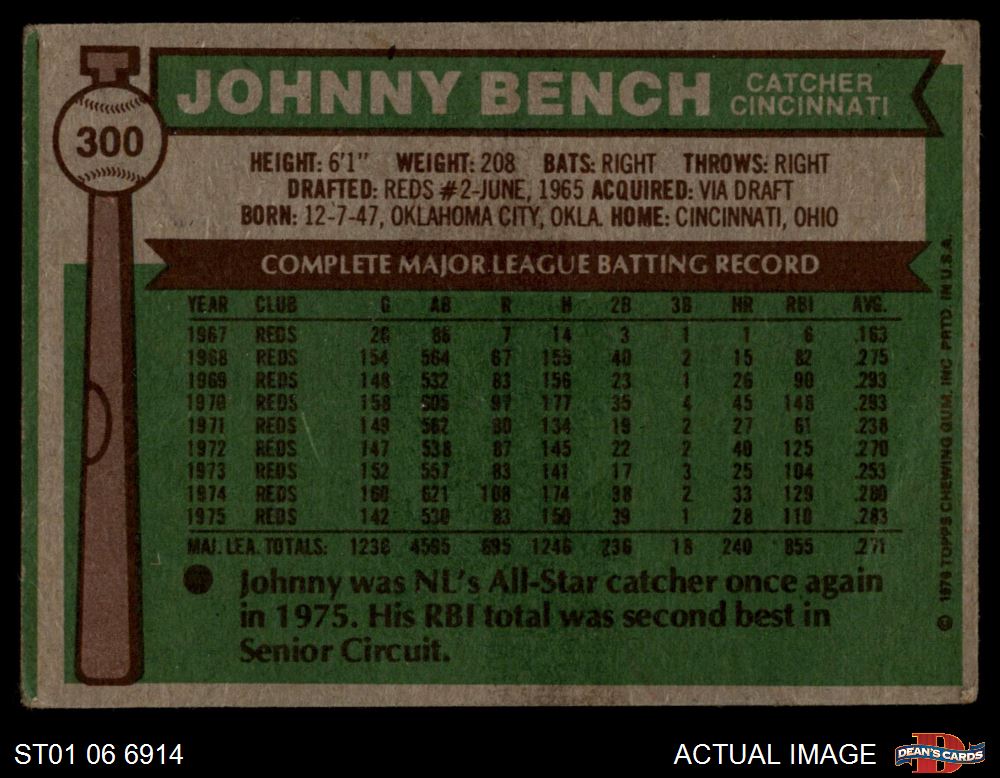 300
JOHNNY BENCH
CATCHER
CINCINNATI
HEIGHT: 6'1" WEIGHT: 208 BATS: RIGHT THROWS: RIGHT
DRAFTED: REDS #2-JUNE, 1965 ACQUIRED: VIA DRAFT
BORN: 12-7-47, OKLAHOMA CITY, OKLA. HOME: CINCINNATI, OHIO
COMPLETE MAJOR LEAGUE BATTING RECORD
YEAR CLUB G AB R H 2B 3B HR RBI AVG.
1967 REDS 26 86 7 14 3 1 1 6 .163
1968 REDS 154 564 67 155 40 2 15 82 .275
1969 REDS 148 532 83 156 23 1 26 90 .293
1970 REDS 158 605 97 177 35 4 45 148 .293
1971 REDS 149 562 80 134 19 2 27 61 .238
1972 REDS 147 538 87 145 22 2 40 125 .270
1973 REDS 152 557 83 141 17 3 25 104 .253
1974 REDS 160 621 108 174 38 2 33 129 .280
1975 REDS 142 530 83 150 39 1 28 110 .283
MAJ. LEA. TOTALS: 1236 4595 695 1246 236 18 240 855 .271
Johnny was NL's All-Star catcher once again
in 1975. His RBI total was second best in
Senior Circuit.
© 1976 TOPPS CHEWING GUM, INC. PRTD. IN U.S.A.
ST01 06 6914
ACTUAL IMAGE
DEAN'S CARDS